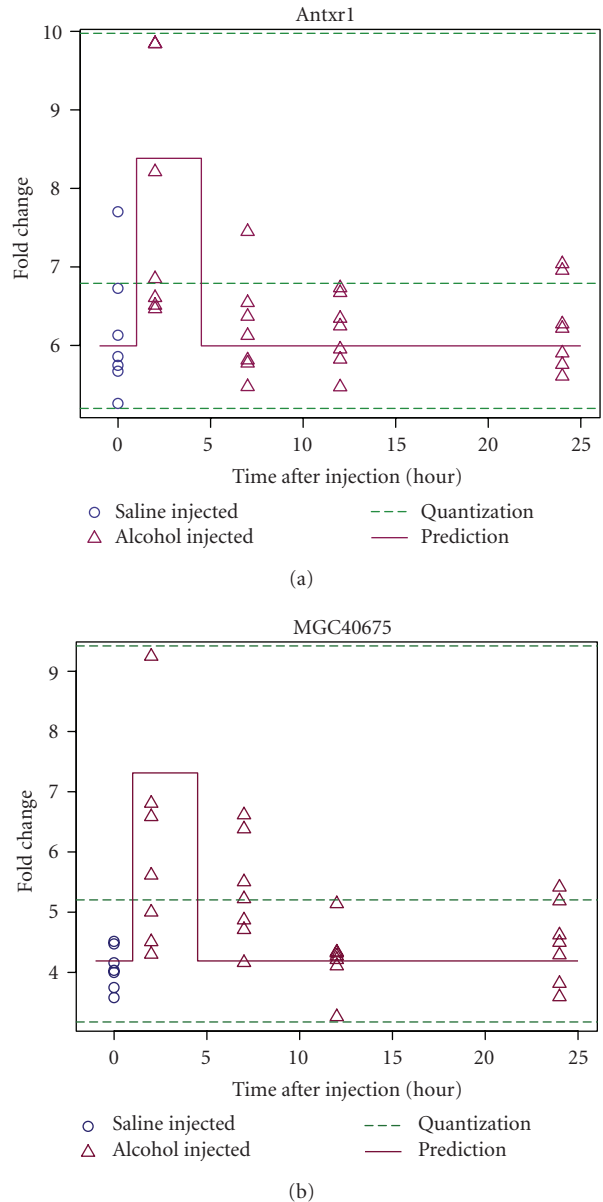 Antxr1
10
9
8
7
6
Fold change
0 5 10 15 20 25
Time after injection (hour)
Saline injected Quantization
Alcohol injected Prediction
(a)
MGC40675
9
8
7
6
5
4
Fold change
0 5 10 15 20 25
Time after injection (hour)
Saline injected Quantization
Alcohol injected Prediction
(b)